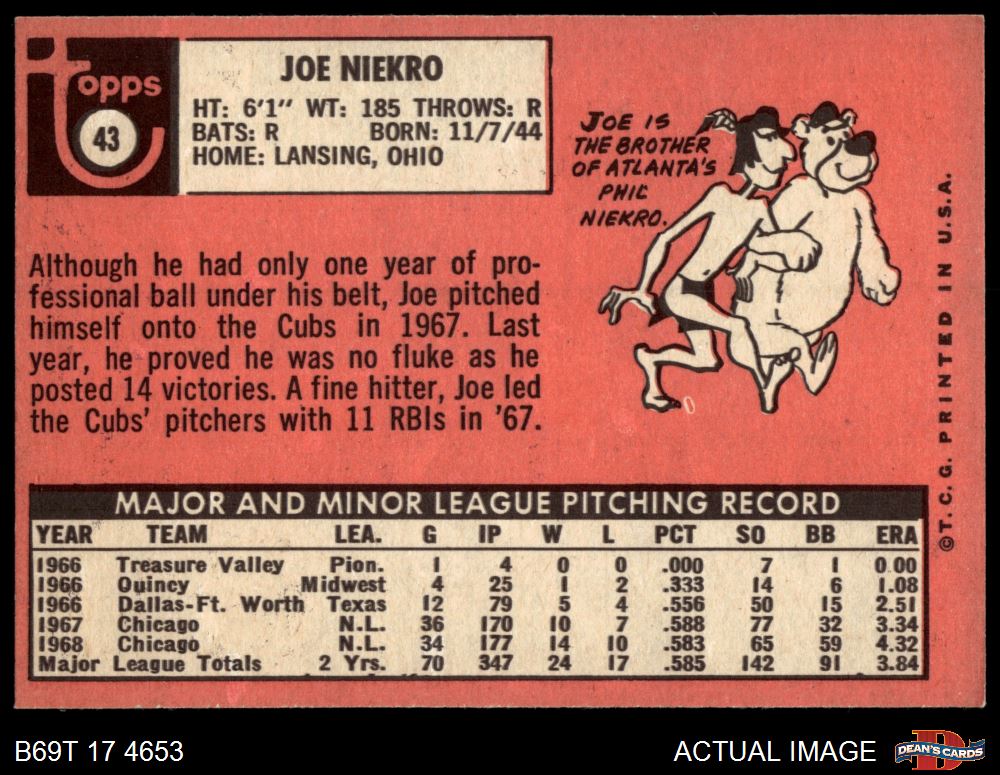 topps
43
JOE NIEKRO
HT: 6'1" WT: 185 THROWS: R
BATS: R BORN: 11/7/44
HOME: LANSING, OHIO
JOE IS
THE BROTHER
OF ATLANTA'S
PHIL
NIEKRO.
Although he had only one year of pro-
fessional ball under his belt, Joe pitched
himself onto the Cubs in 1967. Last
year, he proved he was no fluke as he
posted 14 victories. A fine hitter, Joe led
the Cubs' pitchers with 11 RBIs in '67.
MAJOR AND MINOR LEAGUE PITCHING RECORD
YEAR TEAM LEA. G IP W L PCT SO BB ERA
1966 Treasure Valley Pion. 1 4 0 0 .000 7 1 0.00
1966 Quincy Midwest 4 25 1 2 .333 14 6 1.08
1966 Dallas-Ft. Worth Texas 12 79 5 4 .556 50 15 2.51
1967 Chicago N.L. 36 170 10 7 .588 77 32 3.34
1968 Chicago N.L. 34 177 14 10 .583 65 59 4.32
Major League Totals 2 Yrs. 70 347 24 17 .585 142 91 3.84
©T. C. G. PRINTED IN U.S.A.
B69T 17 4653
ACTUAL IMAGE
DEAN'S CARDS